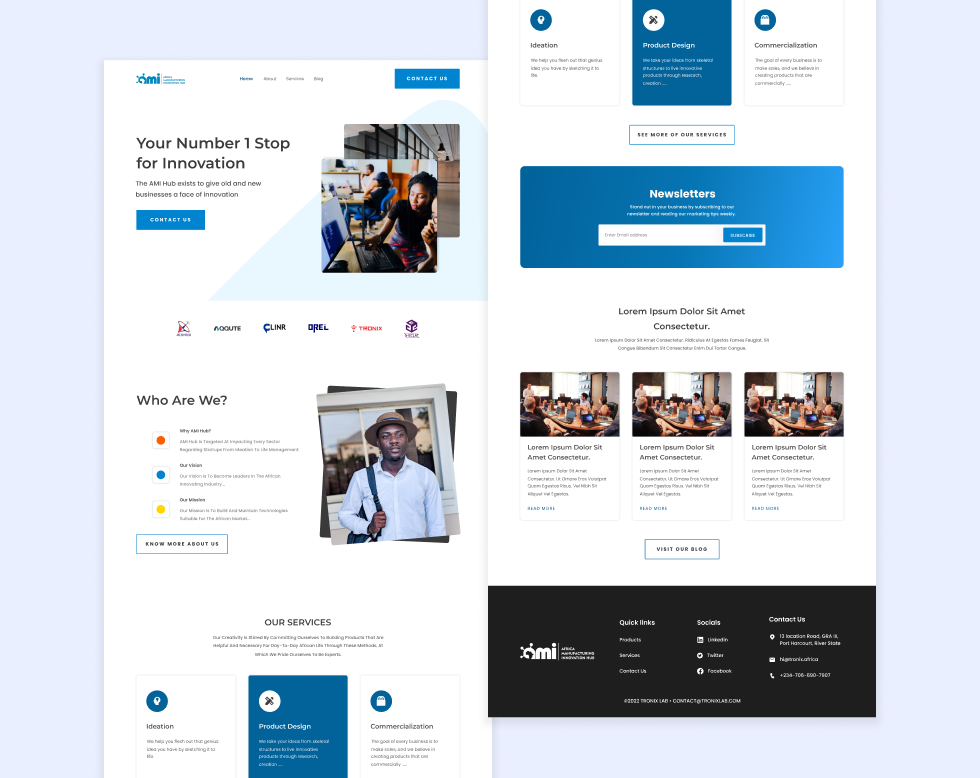 ami AFRICA
MANUFACTURING
INNOVATION HUB
Home About Services Blog
CONTACT US
Your Number 1 Stop
for Innovation
The AMI Hub exists to give old and new
businesses a face of innovation
CONTACT US
AQQUTE
CLINR
OREL
TRONIX
Who Are We?
Why AMI Hub?
AMI Hub Is Targeted At Impacting Every Sector
Regarding Startups From Ideation To Life Management
Our Vision
Our Vision Is To Become Leaders In The African
Innovating Industry...
Our Mission
Our Mission Is To Build And Maintain Technologies
Suitable For The African Market...
KNOW MORE ABOUT US
OUR SERVICES
Our Creativity Is Stirred By Committing Ourselves To Building Products That Are
Helpful And Necessary For Day-To-Day African Life Through These Methods, At
Which We Pride Ourselves To Be Experts.
Ideation
We help you flesh out that genius
idea you have by sketching it to
life.
Product Design
We take your ideas from skeletal
structures to live innovative
products through research,
creation ....
Commercialization
The goal of every business is to
make sales, and we believe in
creating products that are
commercially ....
Ideation
We help you flesh out that genius
idea you have by sketching it to
life.
Product Design
We take your ideas from skeletal
structures to live innovative
products through research,
creation ....
Commercialization
The goal of every business is to
make sales, and we believe in
creating products that are
commercially ....
SEE MORE OF OUR SERVICES
Newsletters
Stand out in your business by subscribing to our
newsletter and reading our marketing tips weekly.
Enter Email address
SUBSCRIBE
Lorem Ipsum Dolor Sit Amet
Consectetur.
Lorem Ipsum Dolor Sit Amet Consectetur. Ridiculus At Egestas Fames Feugiat. Sit
Congue Bibendum Sit Consectetur Enim Dui Tortor Congue.
Lorem Ipsum Dolor Sit
Amet Consectetur.
Lorem Ipsum Dolor Sit Amet
Consectetur. Ut Ornare Eros Volutpat
Quam Egestas Risus. Vel Nibh Sit
Aliquet Vel Egestas.
READ MORE
Lorem Ipsum Dolor Sit
Amet Consectetur.
Lorem Ipsum Dolor Sit Amet
Consectetur. Ut Ornare Eros Volutpat
Quam Egestas Risus. Vel Nibh Sit
Aliquet Vel Egestas.
READ MORE
Lorem Ipsum Dolor Sit
Amet Consectetur.
Lorem Ipsum Dolor Sit Amet
Consectetur. Ut Ornare Eros Volutpat
Quam Egestas Risus. Vel Nibh Sit
Aliquet Vel Egestas.
READ MORE
VISIT OUR BLOG
ami AFRICA
MANUFACTURING
INNOVATION HUB
Quick links
Products
Services
Contact Us
Socials
Linkedin
Twitter
Facebook
Contact Us
13 location Road, GRA III,
Port Harcourt, River State
hi@tronix.africa
+234-706-690-7907
©2022 TRONIX LAB • CONTACT@TRONIXLAB.COM